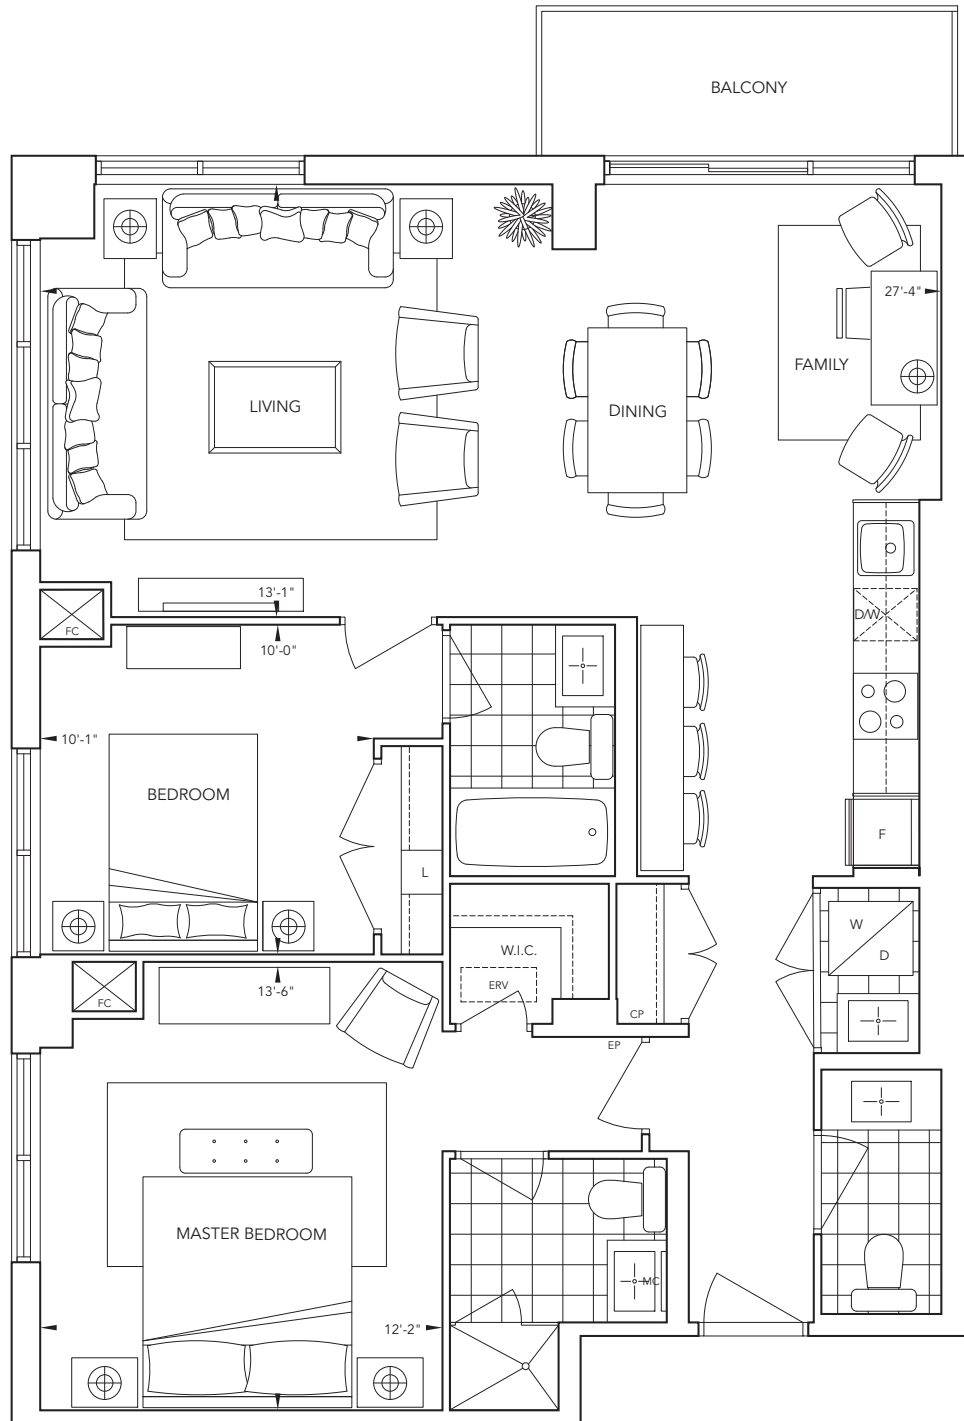 BALCONY
27'-4"
FAMILY
LIVING
DINING
13'-1"
D/W
FC
10'-0"
10'-1"
BEDROOM
F
L
W
W.I.C.
D
ERV
13'-6"
FC
CP
EP
MASTER BEDROOM
MC
12'-2"